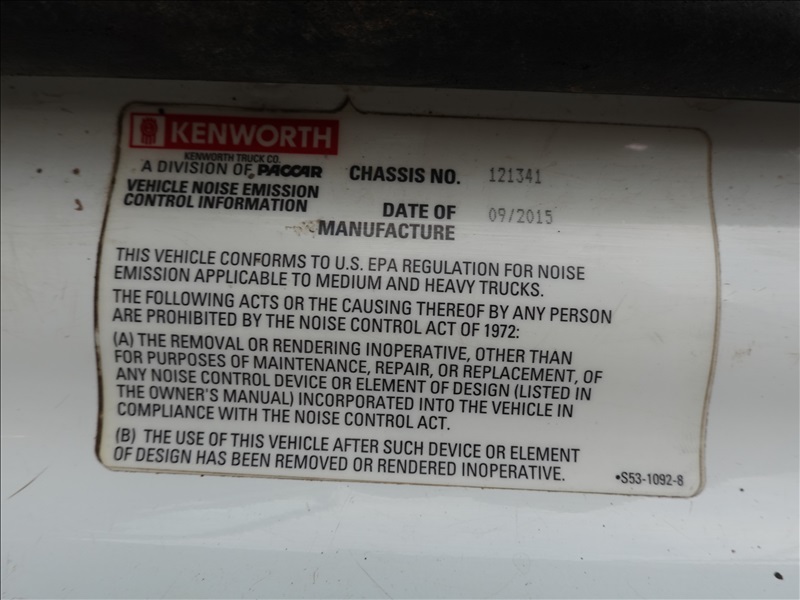 KENWORTH
KENWORTH TRUCK CO.
A DIVISION OF PACCAR
VEHICLE NOISE EMISSION
CONTROL INFORMATION
CHASSIS NO. 121341
DATE OF MANUFACTURE 09/2015
THIS VEHICLE CONFORMS TO U.S. EPA REGULATION FOR NOISE
EMISSION APPLICABLE TO MEDIUM AND HEAVY TRUCKS.
THE FOLLOWING ACTS OR THE CAUSING THEREOF BY ANY PERSON
ARE PROHIBITED BY THE NOISE CONTROL ACT OF 1972:
(A) THE REMOVAL OR RENDERING INOPERATIVE, OTHER THAN
FOR PURPOSES OF MAINTENANCE, REPAIR, OR REPLACEMENT, OF
ANY NOISE CONTROL DEVICE OR ELEMENT OF DESIGN (LISTED IN
THE OWNER'S MANUAL) INCORPORATED INTO THE VEHICLE IN
COMPLIANCE WITH THE NOISE CONTROL ACT.
(B) THE USE OF THIS VEHICLE AFTER SUCH DEVICE OR ELEMENT
OF DESIGN HAS BEEN REMOVED OR RENDERED INOPERATIVE.
•S53-1092-8